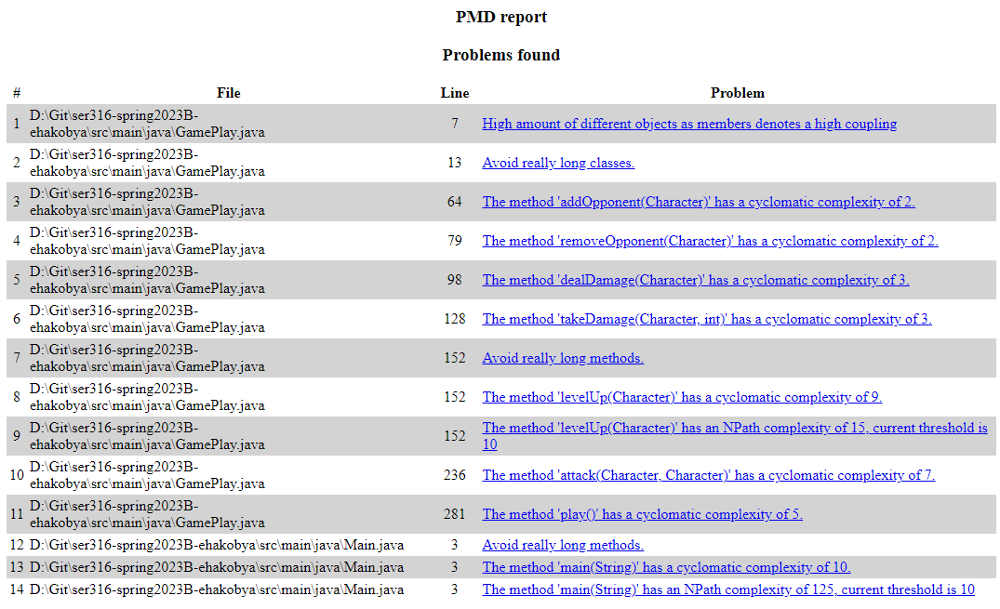 PMD report
Problems found
# File Line Problem
1 D:\Git\ser316-spring2023B-
ehakobya\src\main\java\GamePlay.java 7 High amount of different objects as members denotes a high coupling
2 D:\Git\ser316-spring2023B-
ehakobya\src\main\java\GamePlay.java 13 Avoid really long classes.
3 D:\Git\ser316-spring2023B-
ehakobya\src\main\java\GamePlay.java 64 The method 'addOpponent(Character)' has a cyclomatic complexity of 2.
4 D:\Git\ser316-spring2023B-
ehakobya\src\main\java\GamePlay.java 79 The method 'removeOpponent(Character)' has a cyclomatic complexity of 2.
5 D:\Git\ser316-spring2023B-
ehakobya\src\main\java\GamePlay.java 98 The method 'dealDamage(Character)' has a cyclomatic complexity of 3.
6 D:\Git\ser316-spring2023B-
ehakobya\src\main\java\GamePlay.java 128 The method 'takeDamage(Character, int)' has a cyclomatic complexity of 3.
7 D:\Git\ser316-spring2023B-
ehakobya\src\main\java\GamePlay.java 152 Avoid really long methods.
8 D:\Git\ser316-spring2023B-
ehakobya\src\main\java\GamePlay.java 152 The method 'levelUp(Character)' has a cyclomatic complexity of 9.
9 D:\Git\ser316-spring2023B-
ehakobya\src\main\java\GamePlay.java 152 The method 'levelUp(Character)' has an NPath complexity of 15, current threshold is
10
10 D:\Git\ser316-spring2023B-
ehakobya\src\main\java\GamePlay.java 236 The method 'attack(Character, Character)' has a cyclomatic complexity of 7.
11 D:\Git\ser316-spring2023B-
ehakobya\src\main\java\GamePlay.java 281 The method 'play()' has a cyclomatic complexity of 5.
12 D:\Git\ser316-spring2023B-ehakobya\src\main\java\Main.java 3 Avoid really long methods.
13 D:\Git\ser316-spring2023B-ehakobya\src\main\java\Main.java 3 The method 'main(String)' has a cyclomatic complexity of 10.
14 D:\Git\ser316-spring2023B-ehakobya\src\main\java\Main.java 3 The method 'main(String)' has an NPath complexity of 125, current threshold is 10